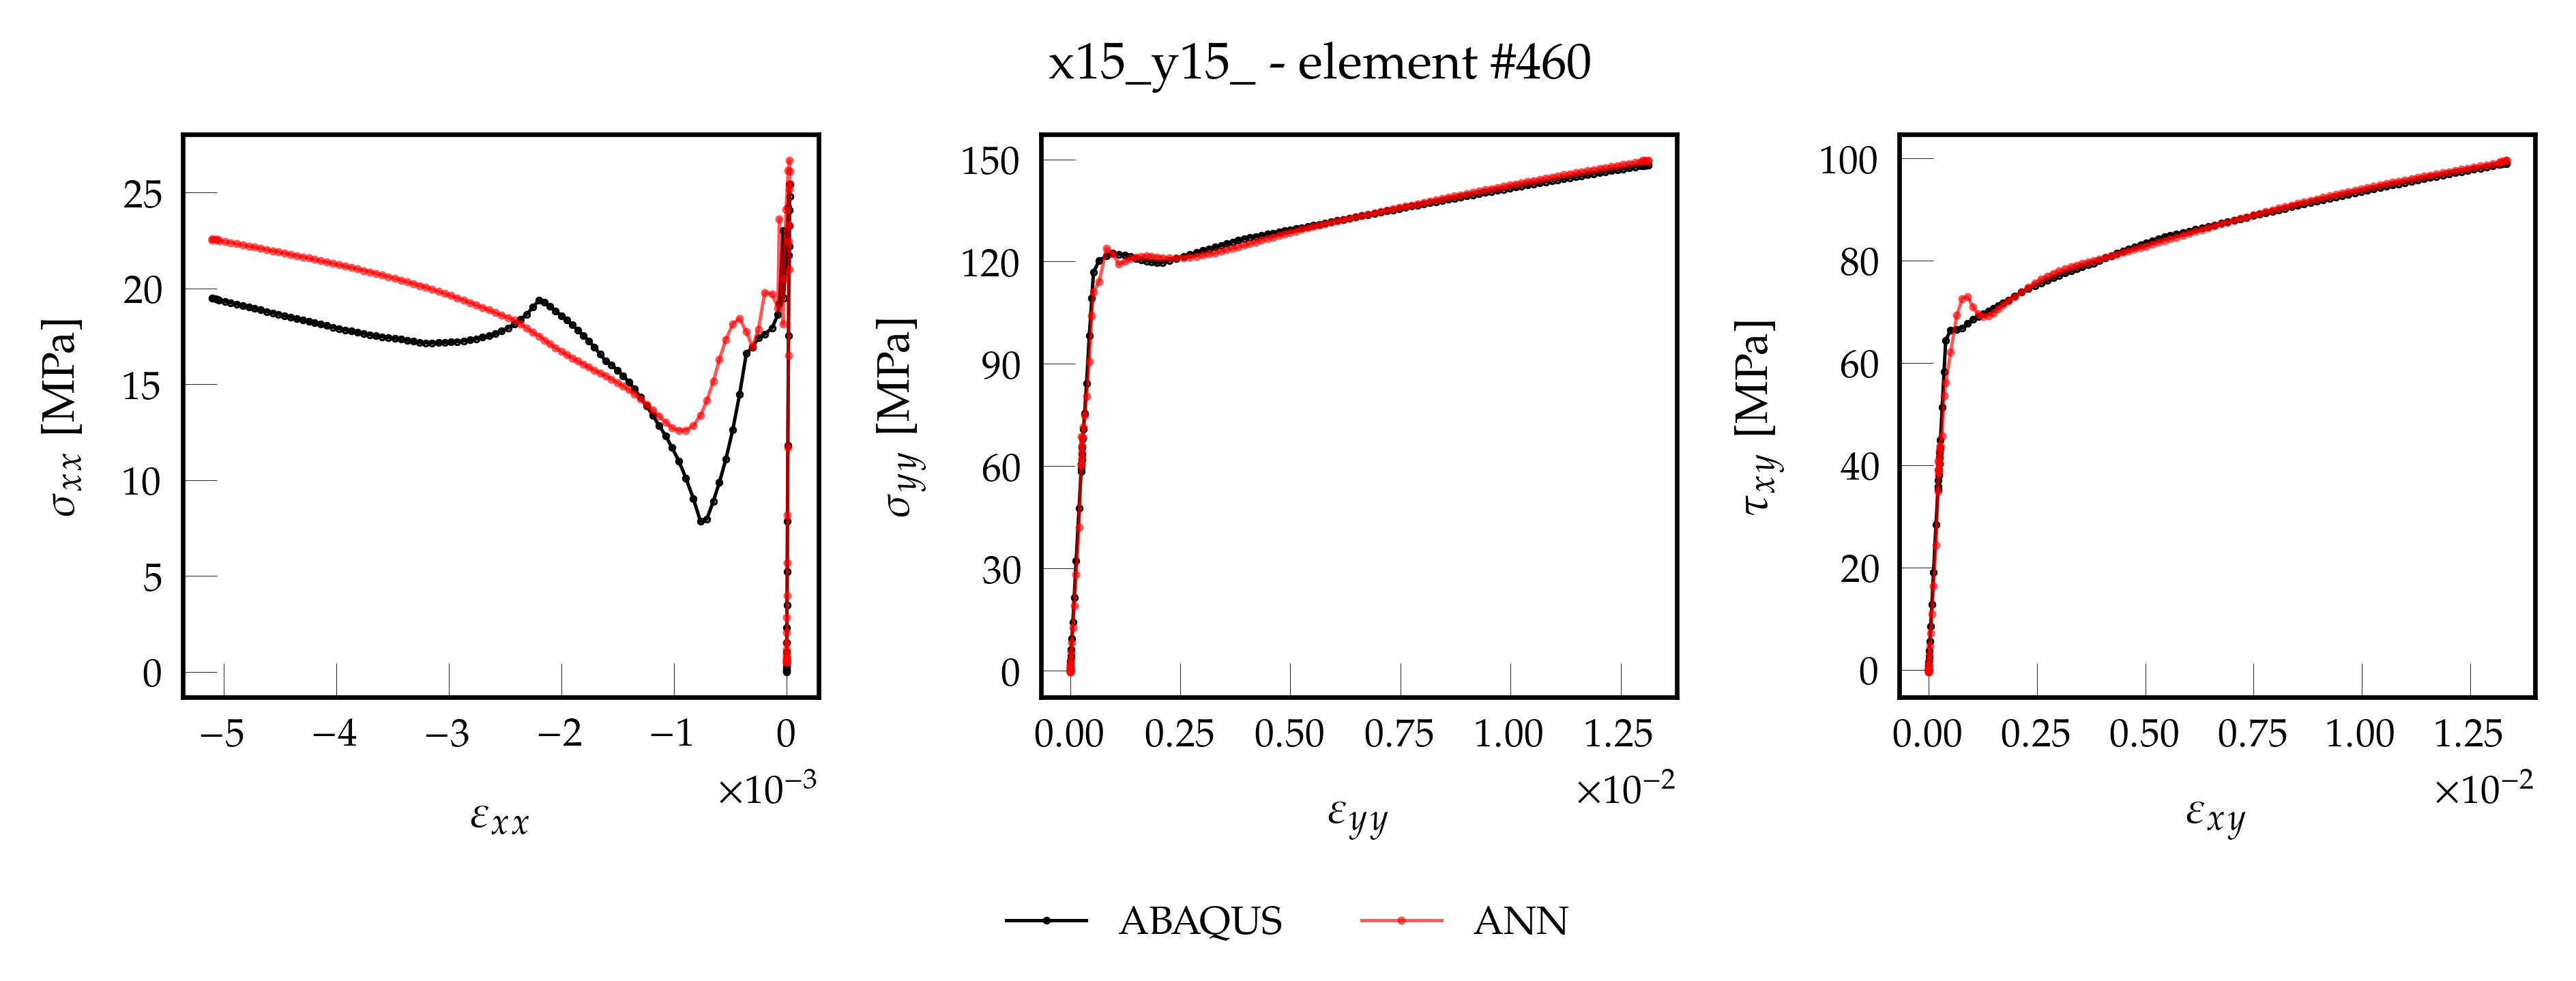 x15_y15_ - element #460
σxx [MPa]
25
20
15
10
5
0
−5 −4 −3 −2 −1 0
×10−3
εxx
σyy [MPa]
150
120
90
60
30
0
0.00 0.25 0.50 0.75 1.00 1.25
×10−2
εyy
τxy [MPa]
100
80
60
40
20
0
0.00 0.25 0.50 0.75 1.00 1.25
×10−2
εxy
ABAQUS ANN